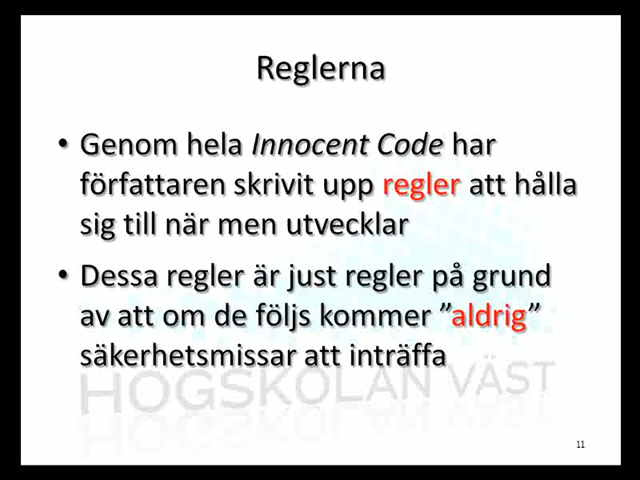 Reglerna
• Genom hela Innocent Code har
författaren skrivit upp regler att hålla
sig till när men utvecklar
• Dessa regler är just regler på grund
av att om de följs kommer ”aldrig”
säkerhetsmissar att inträffa
HÖGSKOLAN VÄST
11